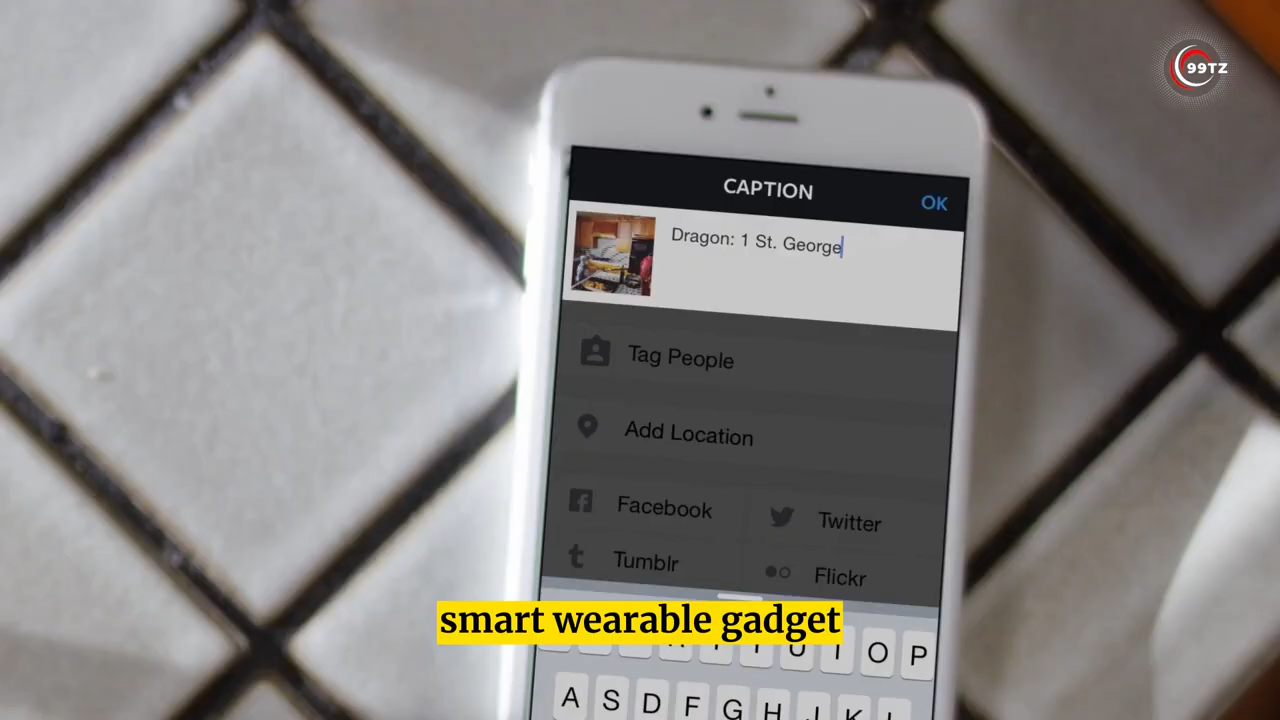 99TZ
CAPTION
OK
Dragon: 1 St. George
Tag People
Add Location
Facebook
Twitter
Tumblr
Flickr
smart wearable gadget
U I O P
A S D F G H J K L